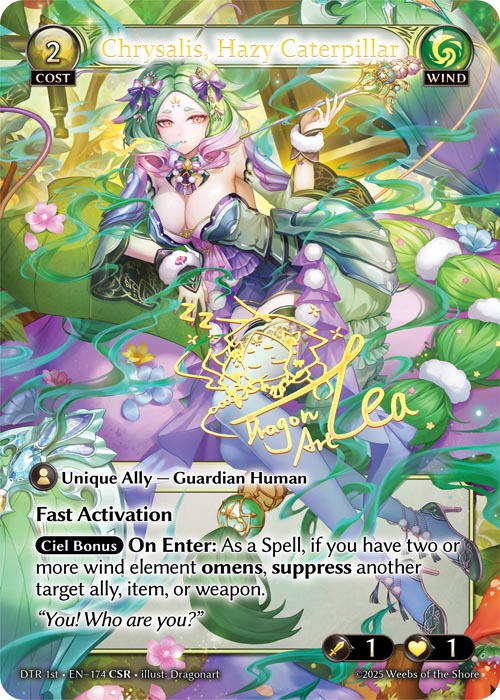 2
COST
Chrysalis, Hazy Caterpillar
WIND
z z
Dragon
Art
Lea
Unique Ally — Guardian Human
Fast Activation
Ciel Bonus On Enter: As a Spell, if you have two or
more wind element omens, suppress another
target ally, item, or weapon.
“You! Who are you?”
1
1
DTR 1st • EN-174 CSR • illust: Dragonart
©2025 Weebs of the Shore